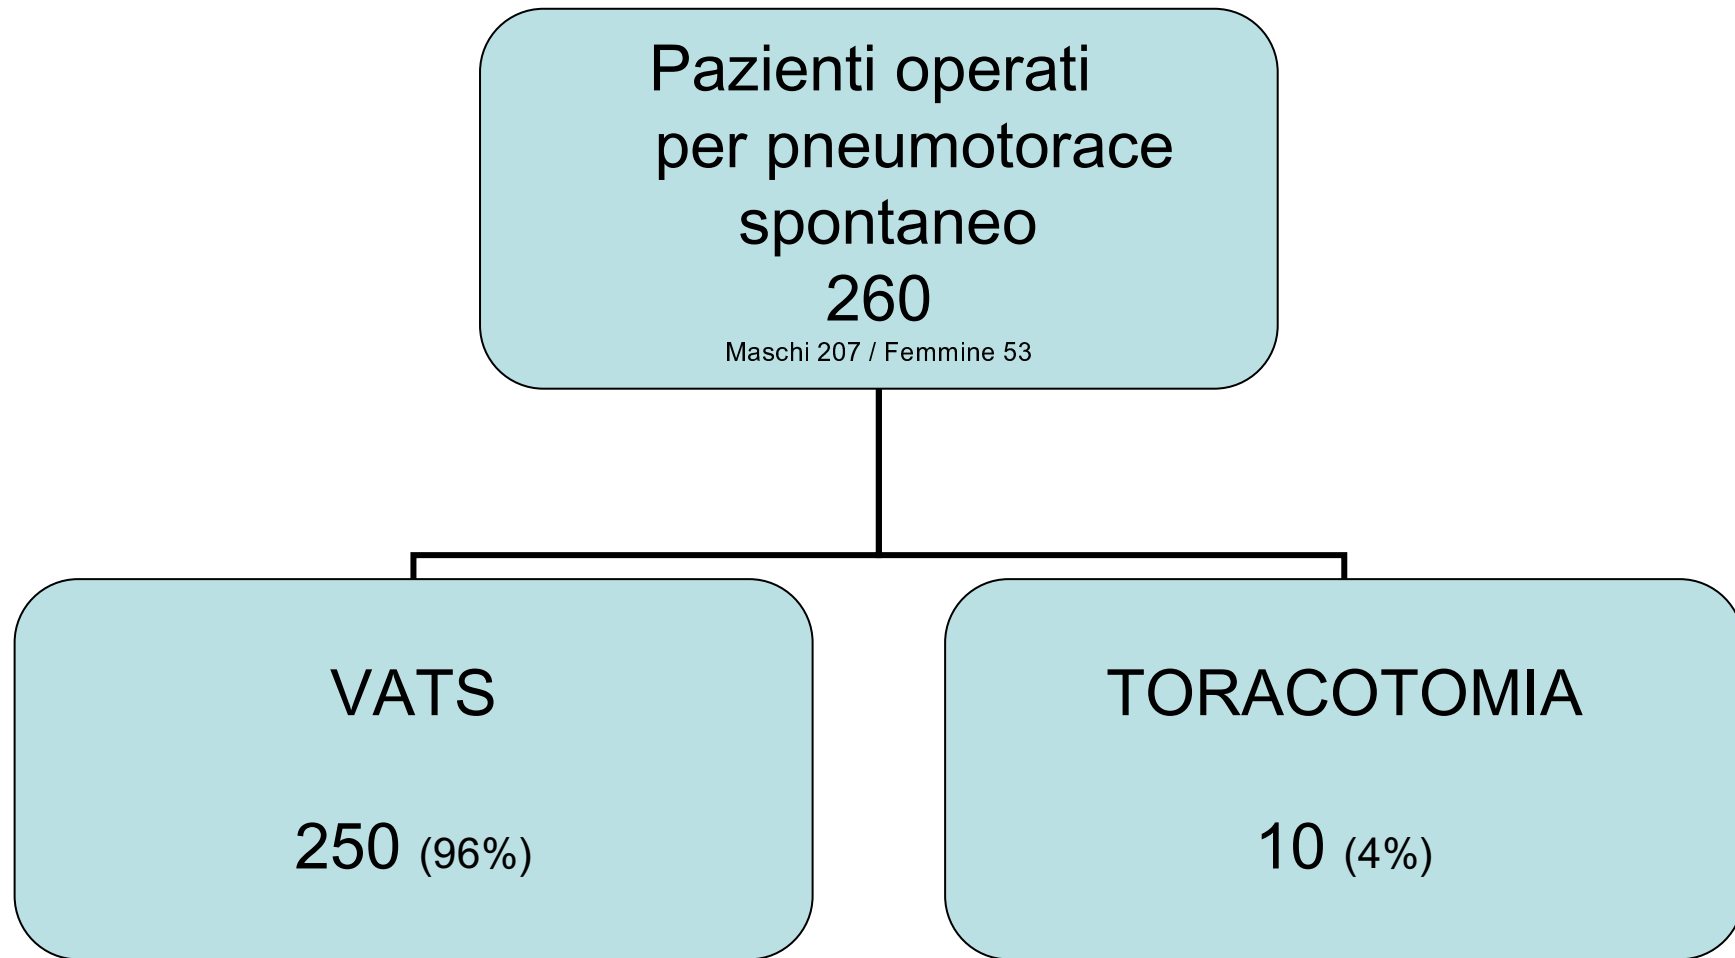 Pazienti operati
per pneumotorace
spontaneo
260
Maschi 207 / Femmine 53
VATS
250 (96%)
TORACOTOMIA
10 (4%)